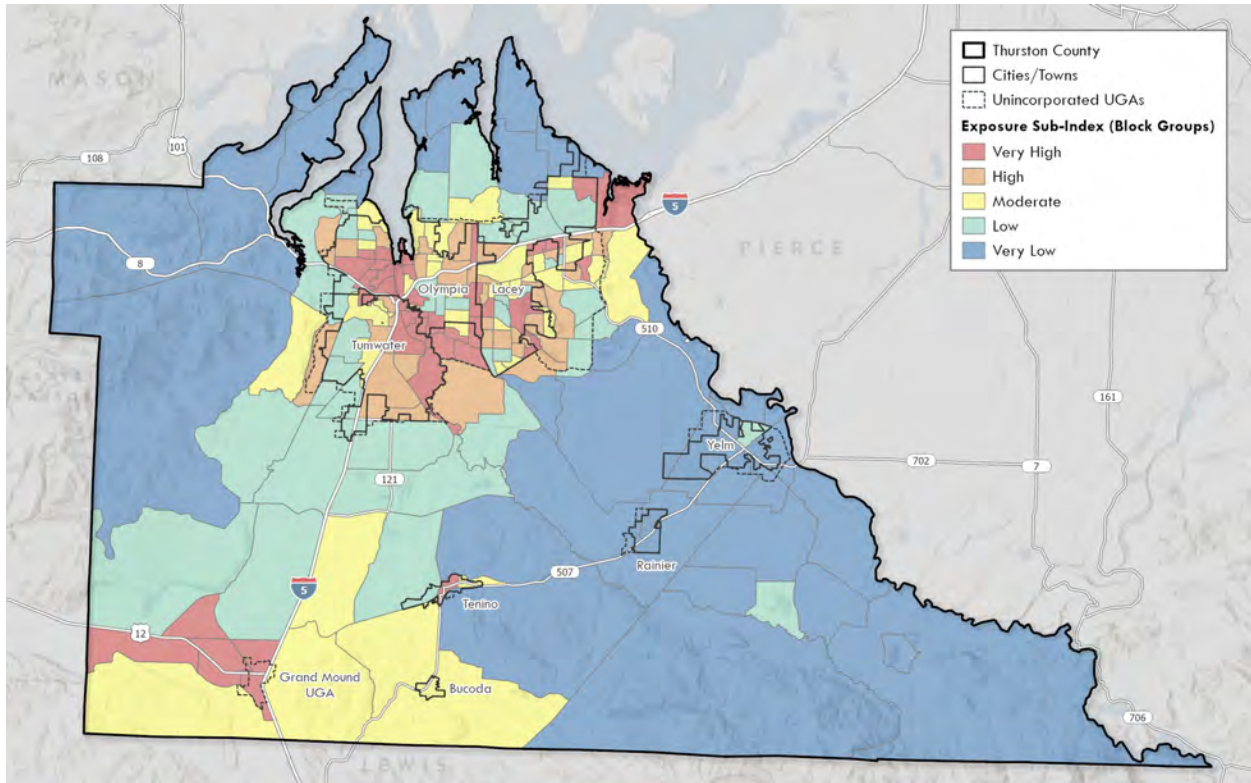 Thurston County
Cities/Towns
Unincorporated UGAs
Exposure Sub-Index (Block Groups)
Very High
High
Moderate
Low
Very Low
MASON
101
108
8
5
PIERCE
Olympia
Lacey
510
Tumwater
161
Yelm
702
7
121
Rainier
507
5
Tenino
12
Grand Mound
UGA
Bucoda
706
LEWIS